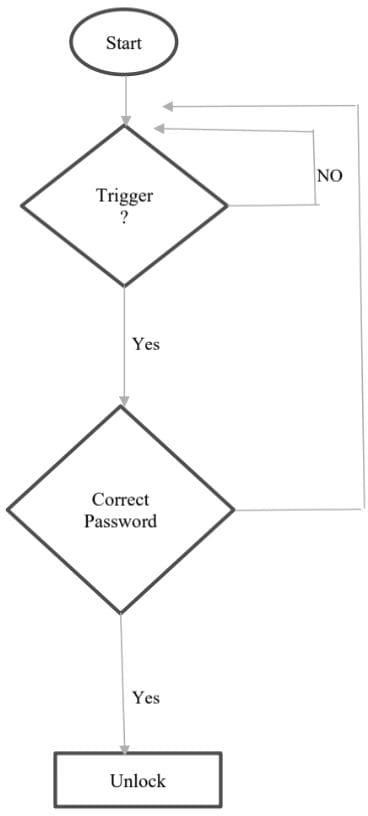 Start
Trigger
?
NO
Yes
Correct
Password
Yes
Unlock